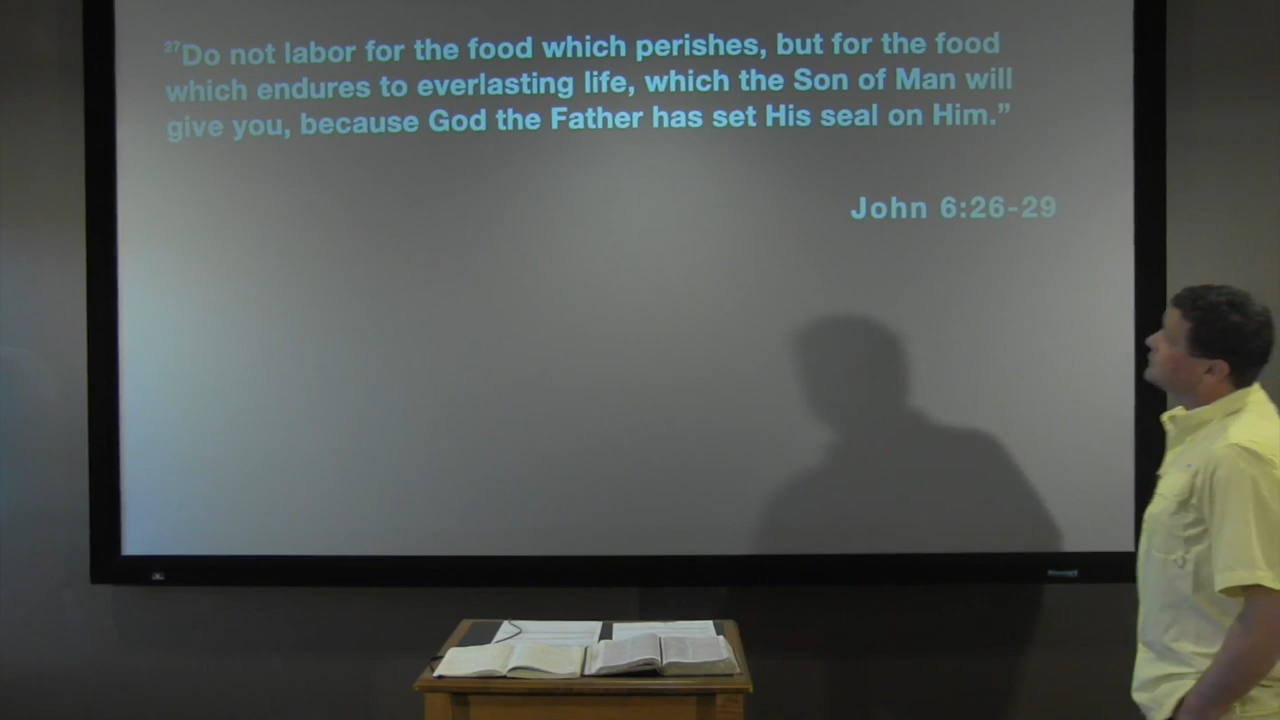 ²⁷Do not labor for the food which perishes, but for the food
which endures to everlasting life, which the Son of Man will
give you, because God the Father has set His seal on Him.”
John 6:26-29